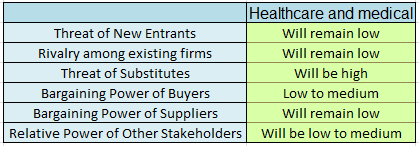 Healthcare and medical
Threat of New Entrants Will remain low
Rivalry among existing firms Will remain low
Threat of Substitutes Will be high
Bargaining Power of Buyers Low to medium
Bargaining Power of Suppliers Will remain low
Relative Power of Other Stakeholders Will be low to medium